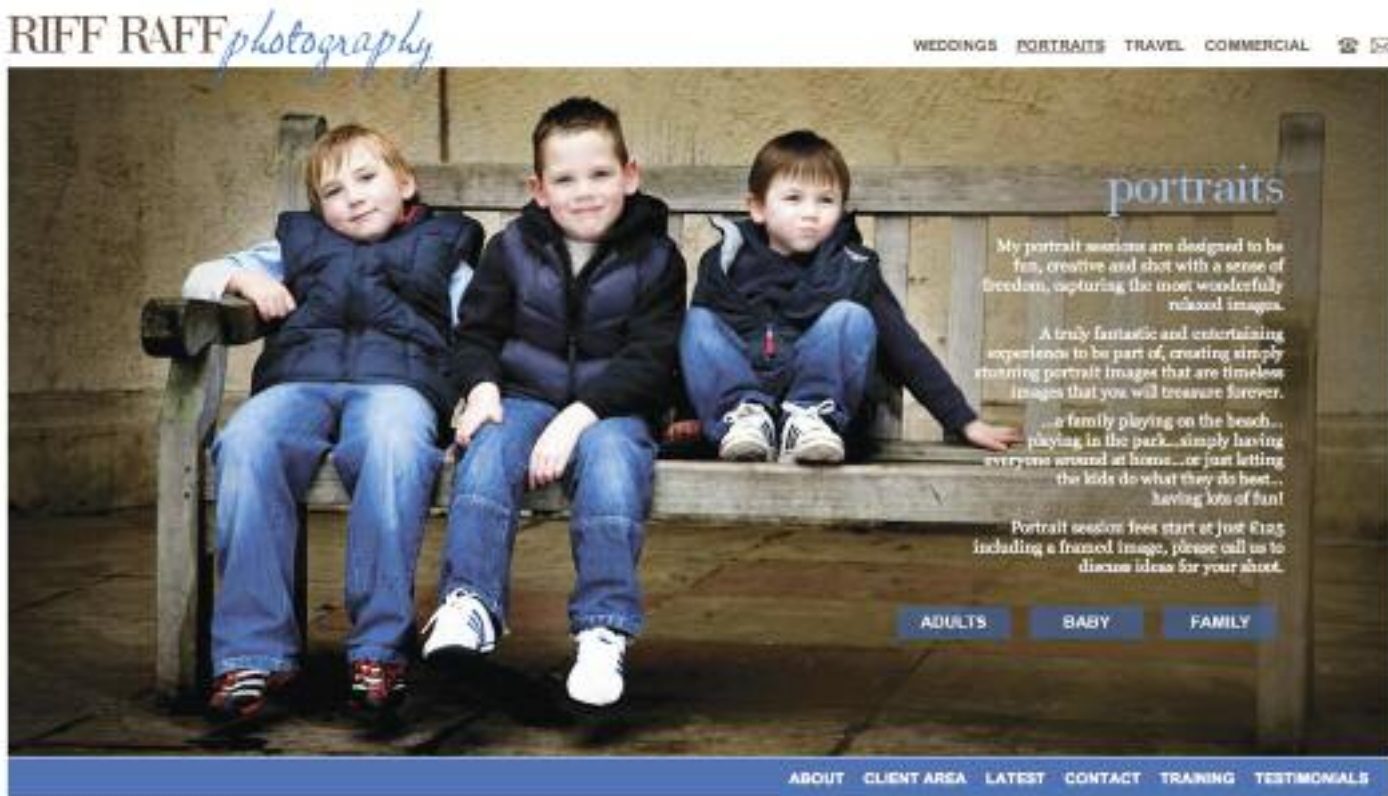 RIFF RAFF photography
WEDDINGS PORTRAITS TRAVEL COMMERCIAL
portraits
My portrait sessions are designed to be
fun, creative and shot with a sense of
freedom, capturing the most wonderfully
relaxed images.
A truly fantastic and entertaining
experience to be part of, creating simply
stunning portrait images that are timeless
images that you will treasure forever.
...a family playing on the beach...
playing in the park...simply having
everyone around at home...or just letting
the kids do what they do best...
having lots of fun!
Portrait session fees start at just £125
including a framed image, please call us to
discuss ideas for your shoot.
ADULTS BABY FAMILY
ABOUT CLIENT AREA LATEST CONTACT TRAINING TESTIMONIALS